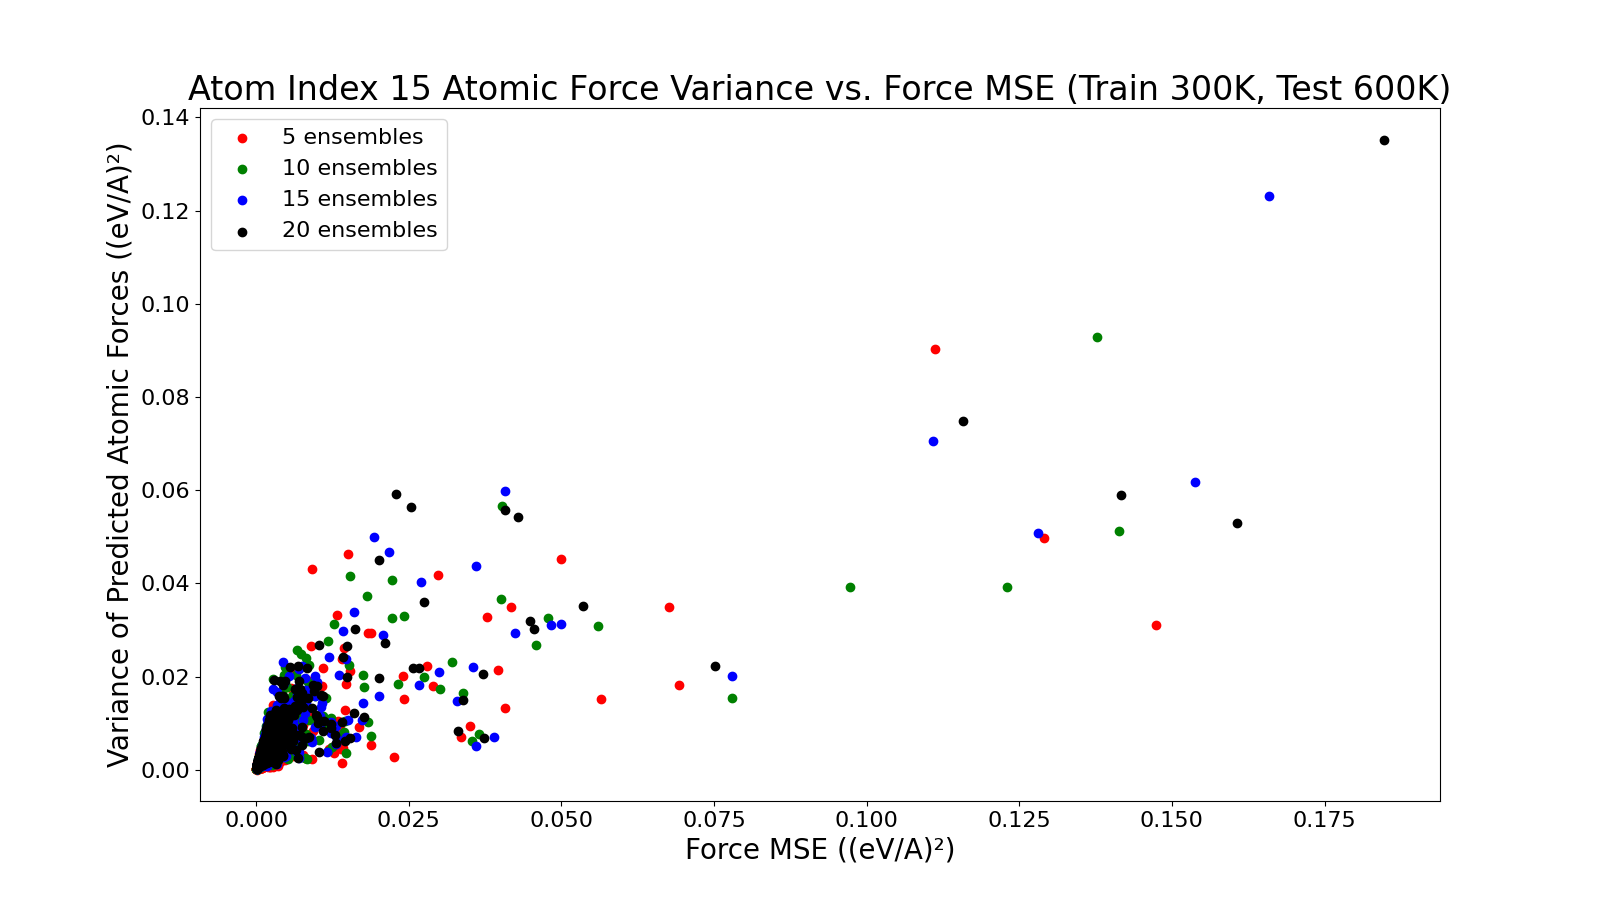 Atom Index 15 Atomic Force Variance vs. Force MSE (Train 300K, Test 600K)
5 ensembles
10 ensembles
15 ensembles
20 ensembles
Variance of Predicted Atomic Forces ((eV/A)²)
0.14
0.12
0.10
0.08
0.06
0.04
0.02
0.00
0.000 0.025 0.050 0.075 0.100 0.125 0.150 0.175
Force MSE ((eV/A)²)